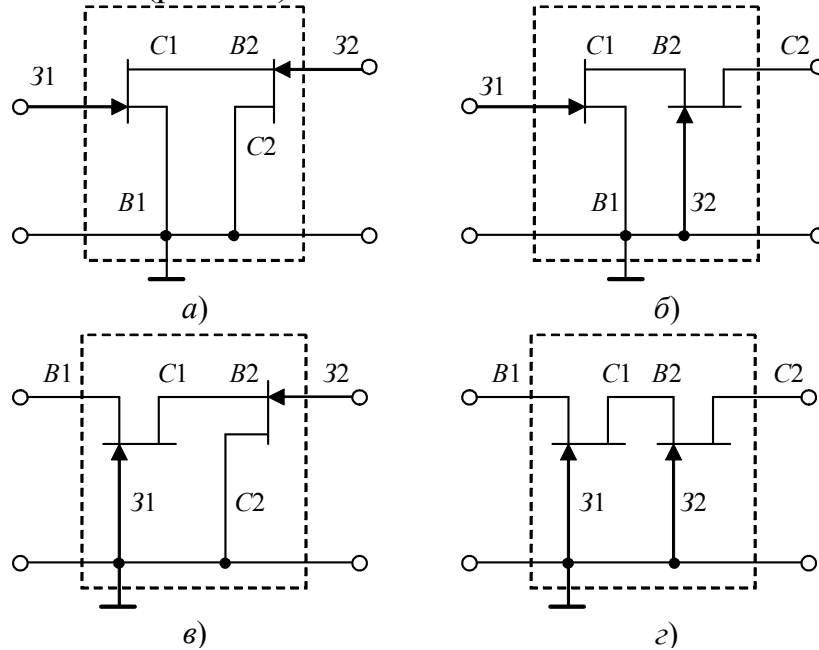 С1 В2 З2
З1
С2
В1
а)
С1 В2 С2
З1
В1 З2
б)
В1 С1 В2 З2
З1 С2
в)
В1 С1 В2 С2
З1 З2
г)